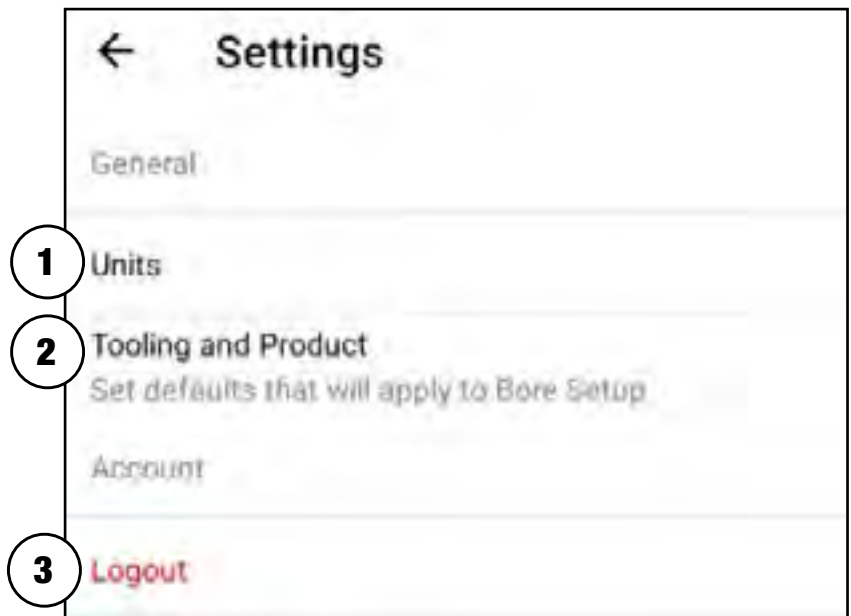 ← Settings
General
1 Units
2 Tooling and Product
Set defaults that will apply to Bore Setup
Account
3 Logout